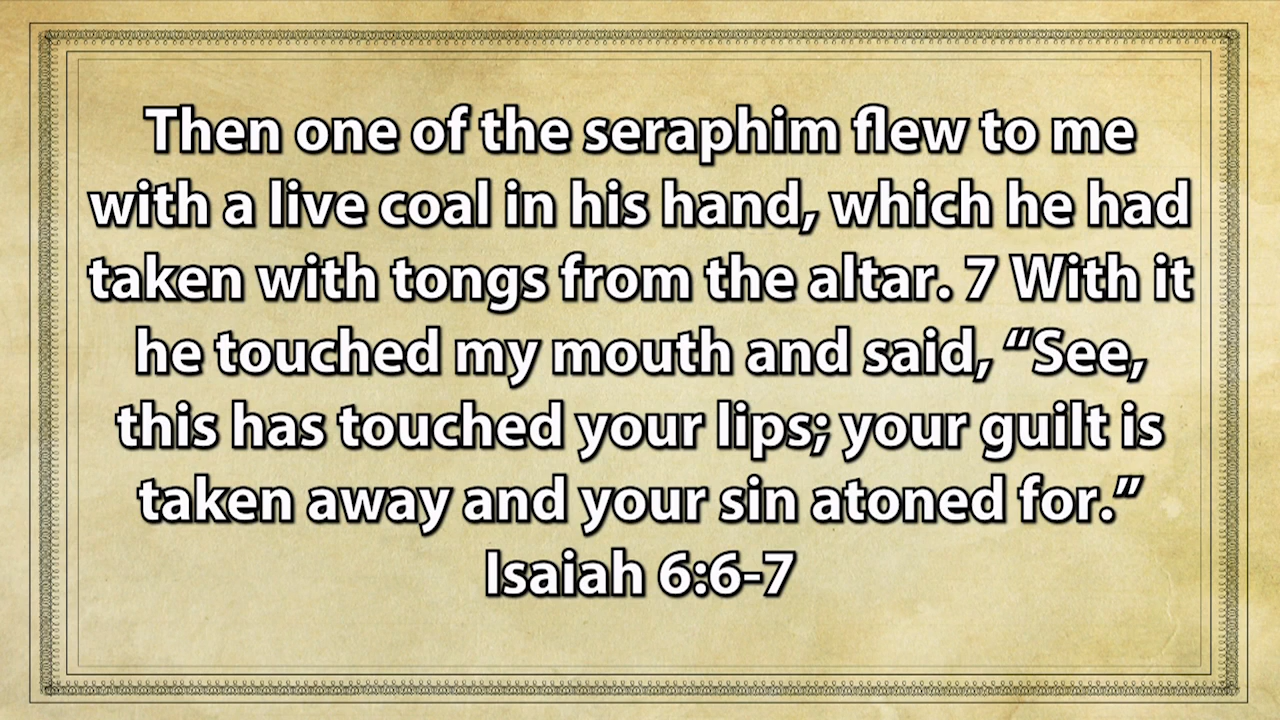 Then one of the seraphim flew to me
with a live coal in his hand, which he had
taken with tongs from the altar. 7 With it
he touched my mouth and said, “See,
this has touched your lips; your guilt is
taken away and your sin atoned for.”
Isaiah 6:6-7